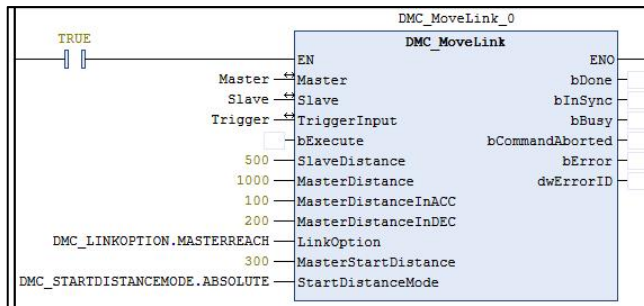 DMC_MoveLink_0
TRUE
DMC_MoveLink
EN ENO
Master Master bDone
Slave Slave bInSync
Trigger TriggerInput bBusy
bExecute bCommandAborted
500 SlaveDistance bError
1000 MasterDistance dwErrorID
100 MasterDistanceInACC
200 MasterDistanceInDEC
DMC_LINKOPTION.MASTERREACH LinkOption
300 MasterStartDistance
DMC_STARTDISTANCEMODE.ABSOLUTE StartDistanceMode